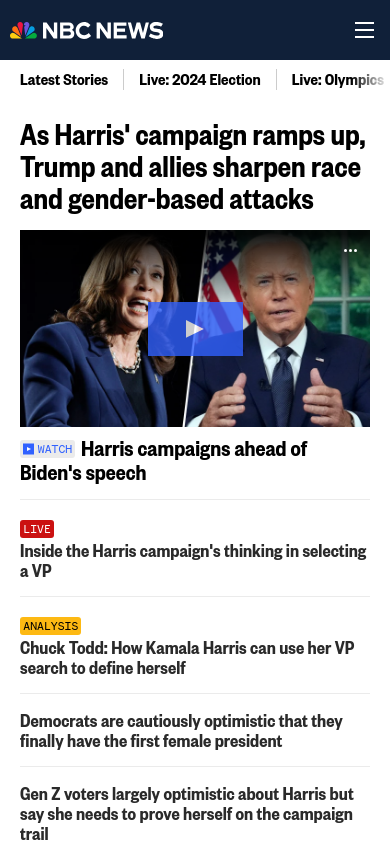 NBC NEWS
Latest Stories
Live: 2024 Election
Live: Olympics
As Harris' campaign ramps up,
Trump and allies sharpen race
and gender-based attacks
WATCH Harris campaigns ahead of
Biden's speech
LIVE
Inside the Harris campaign's thinking in selecting
a VP
ANALYSIS
Chuck Todd: How Kamala Harris can use her VP
search to define herself
Democrats are cautiously optimistic that they
finally have the first female president
Gen Z voters largely optimistic about Harris but
say she needs to prove herself on the campaign
trail